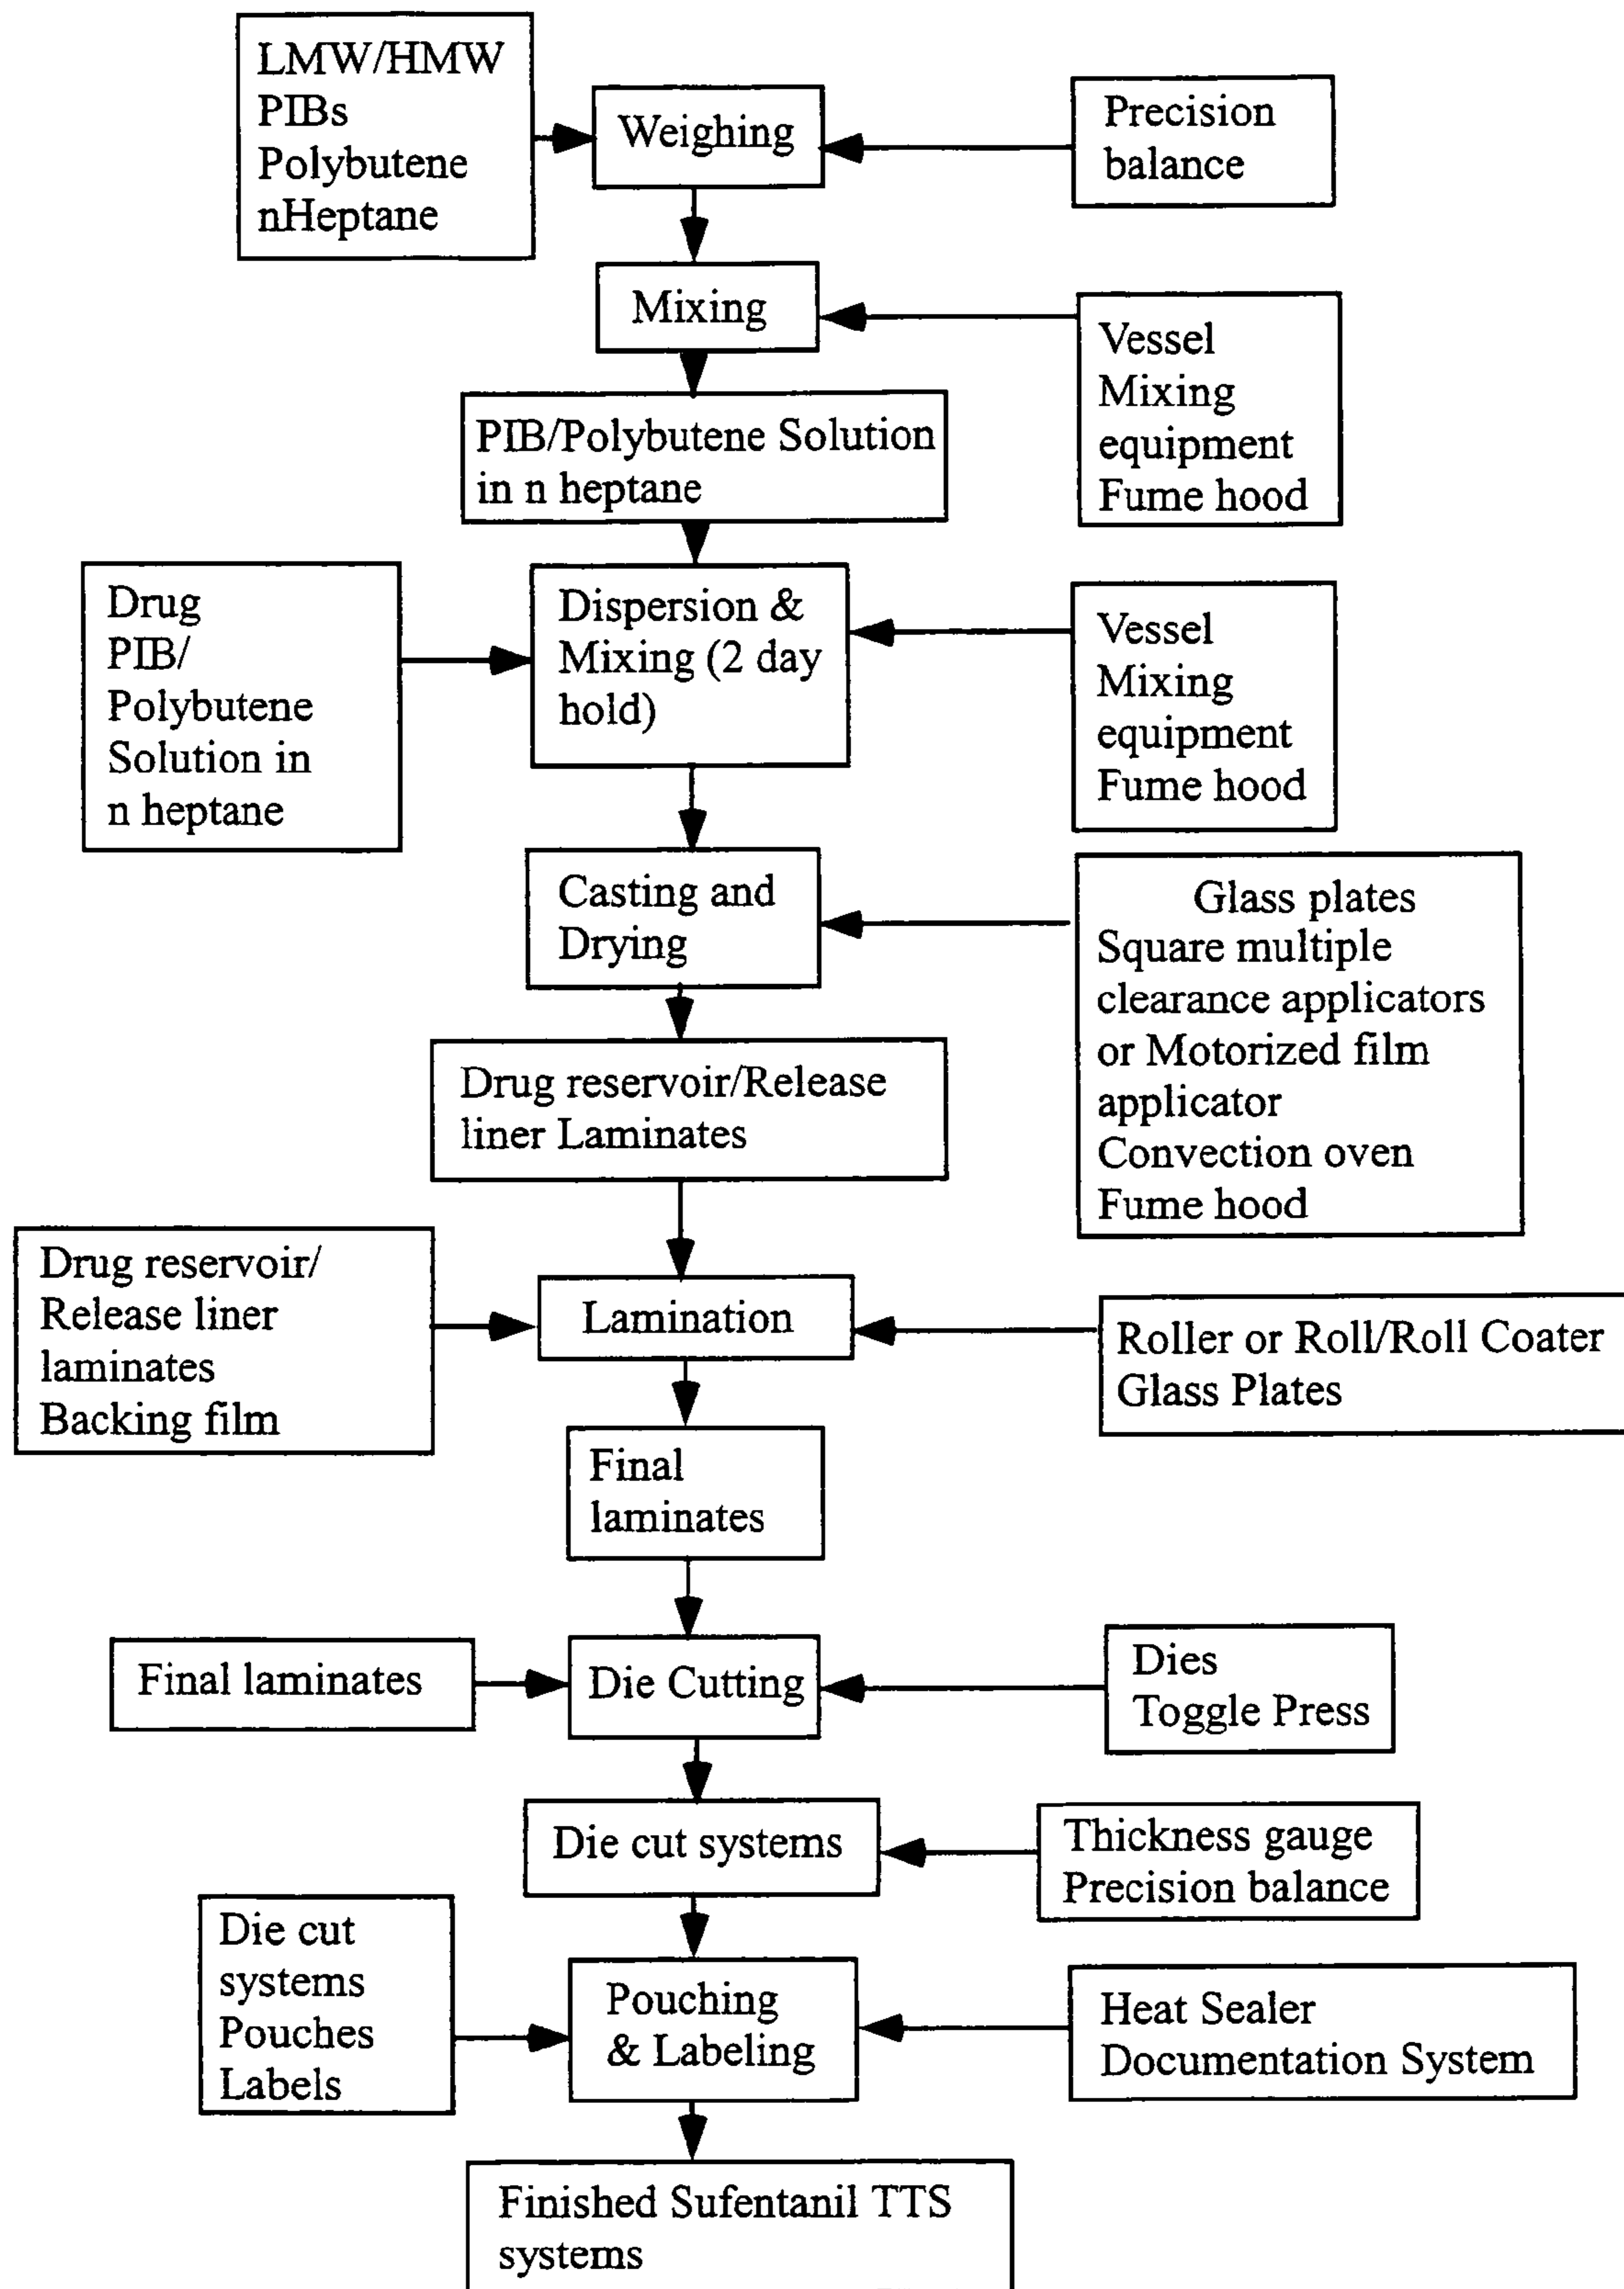 LMW/HMW
PIBs
Polybutene
nHeptane
Weighing
Precision
balance
Mixing
Vessel
Mixing
equipment
Fume hood
PIB/Polybutene Solution
in n heptane
Drug
PIB/
Polybutene
Solution in
n heptane
Dispersion &
Mixing (2 day
hold)
Vessel
Mixing
equipment
Fume hood
Casting and
Drying
Glass plates
Square multiple
clearance applicators
or Motorized film
applicator
Convection oven
Fume hood
Drug reservoir/Release
liner Laminates
Drug reservoir/
Release liner
laminates
Backing film
Lamination
Roller or Roll/Roll Coater
Glass Plates
Final
laminates
Final laminates
Die Cutting
Dies
Toggle Press
Die cut systems
Thickness gauge
Precision balance
Die cut
systems
Pouches
Labels
Pouching
& Labeling
Heat Sealer
Documentation System
Finished Sufentanil TTS
systems